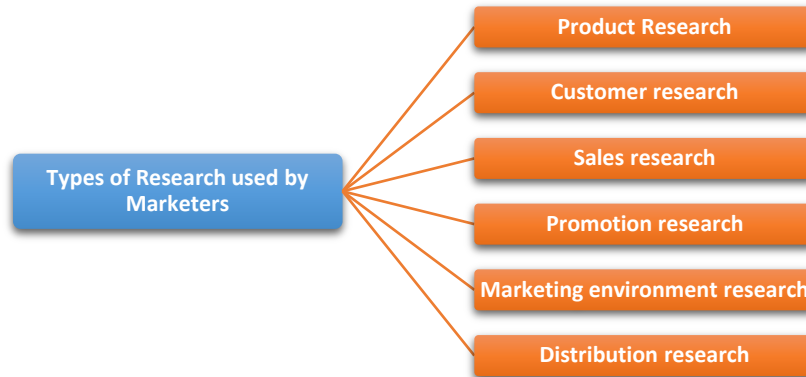 Types of Research used by
Marketers
Product Research
Customer research
Sales research
Promotion research
Marketing environment research
Distribution research